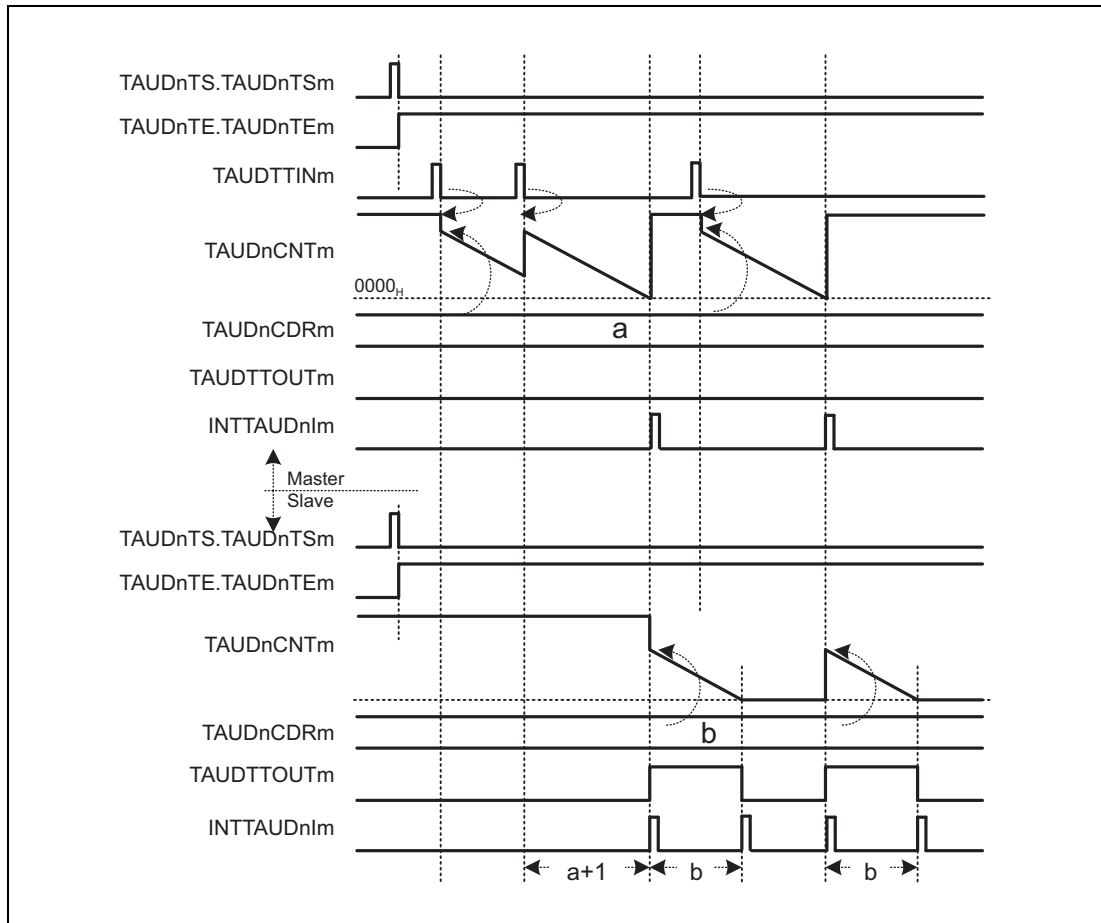 TAUDnTS.TAUDnTSm
TAUDnTE.TAUDnTEm
TAUDTTINm
TAUDnCNTm
0000H
TAUDnCDRm
a
TAUDTTOUTm
INTTAUDnIm
Master
Slave
TAUDnTS.TAUDnTSm
TAUDnTE.TAUDnTEm
TAUDnCNTm
TAUDnCDRm
b
TAUDTTOUTm
INTTAUDnIm
a+1 b b